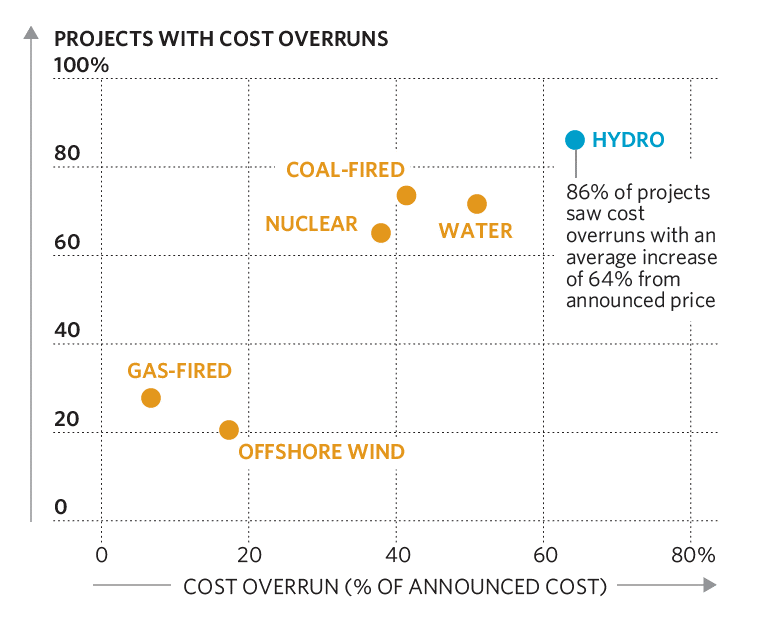 PROJECTS WITH COST OVERRUNS
100%
80
COAL-FIRED
HYDRO
NUCLEAR
WATER
86% of projects
saw cost
overruns with an
average increase
of 64% from
announced price
60
40
GAS-FIRED
20
OFFSHORE WIND
0
0 20 40 60 80%
COST OVERRUN (% OF ANNOUNCED COST)